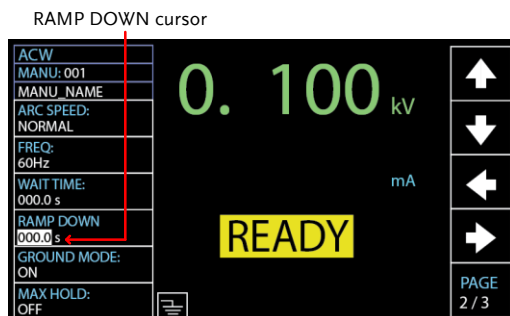 RAMP DOWN cursor
ACW
MANU: 001
MANU_NAME
ARC SPEED:
NORMAL
FREQ:
60Hz
WAIT TIME:
000.0 s
RAMP DOWN
000.0 s
GROUND MODE:
ON
MAX HOLD:
OFF
0. 100 kV
mA
READY
PAGE
2 / 3